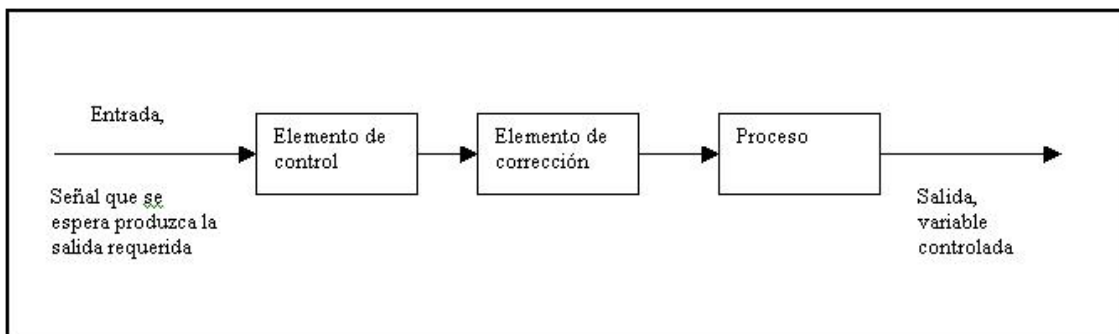 Entrada,
Señal que se
espera produzca la
salida requerida
Elemento de
control
Elemento de
corrección
Proceso
Salida,
variable
controlada